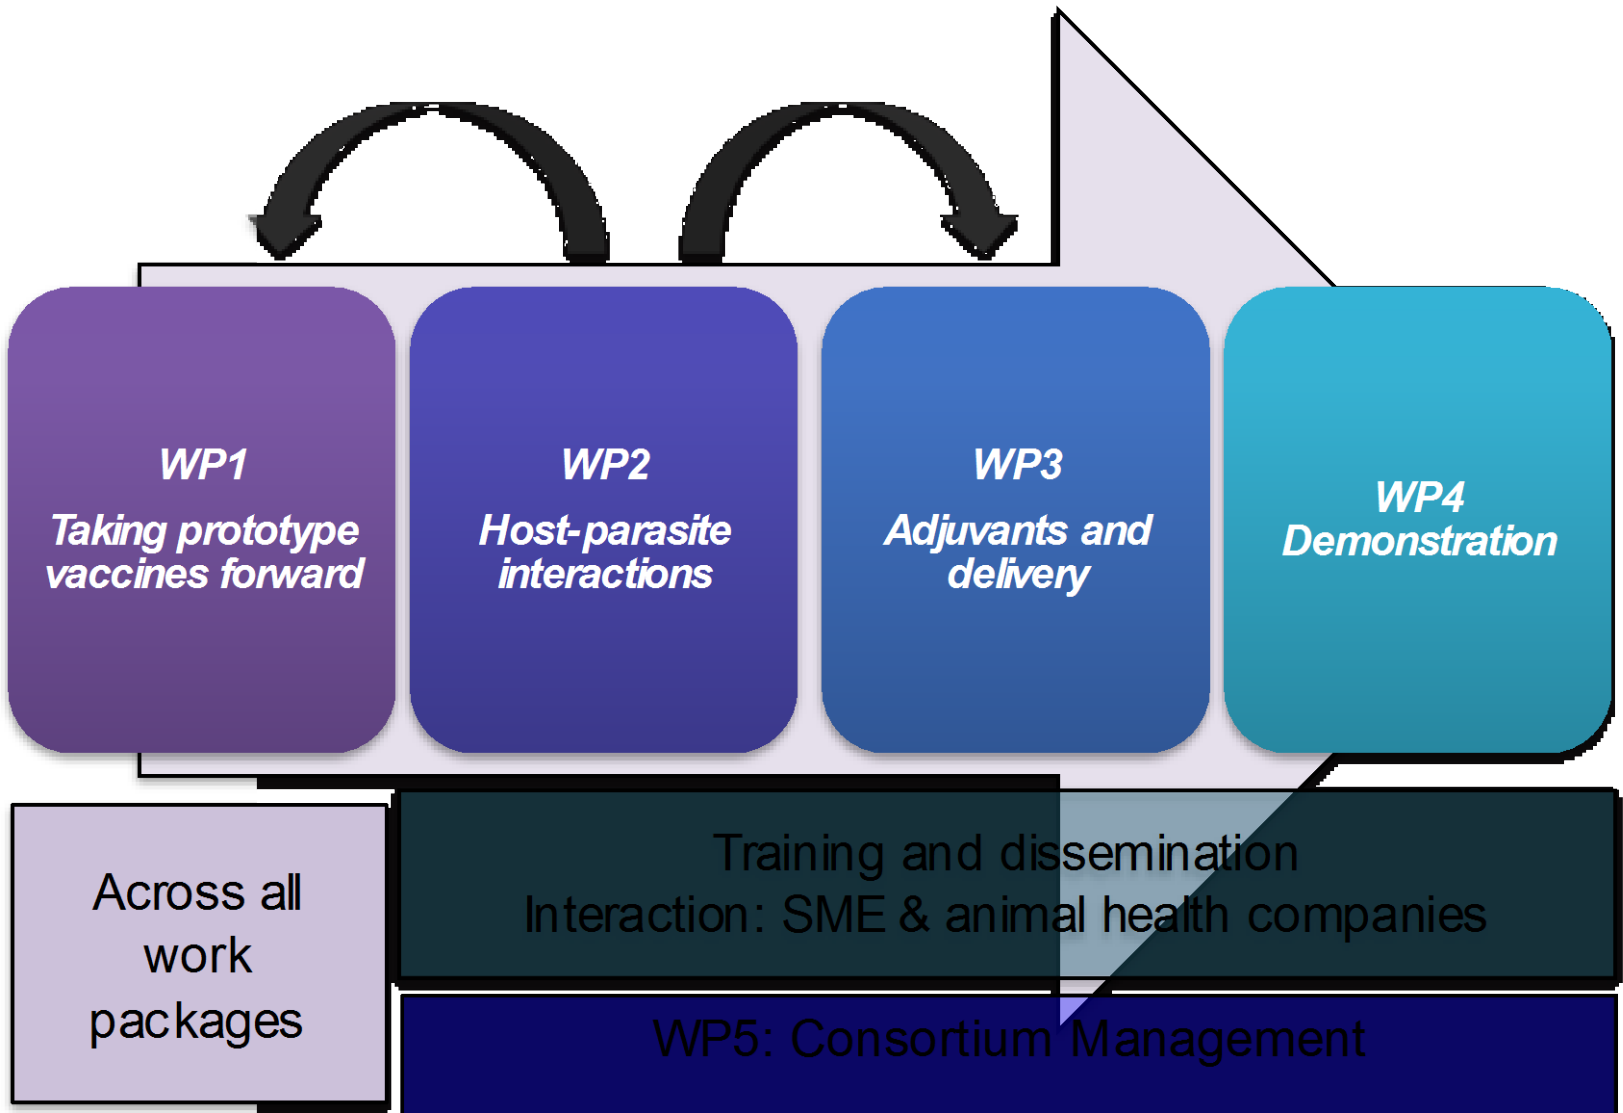 WP1
Taking prototype
vaccines forward
WP2
Host-parasite
interactions
WP3
Adjuvants and
delivery
WP4
Demonstration
Across all
work
packages
Training and dissemination
Interaction: SME & animal health companies
WP5: Consortium Management